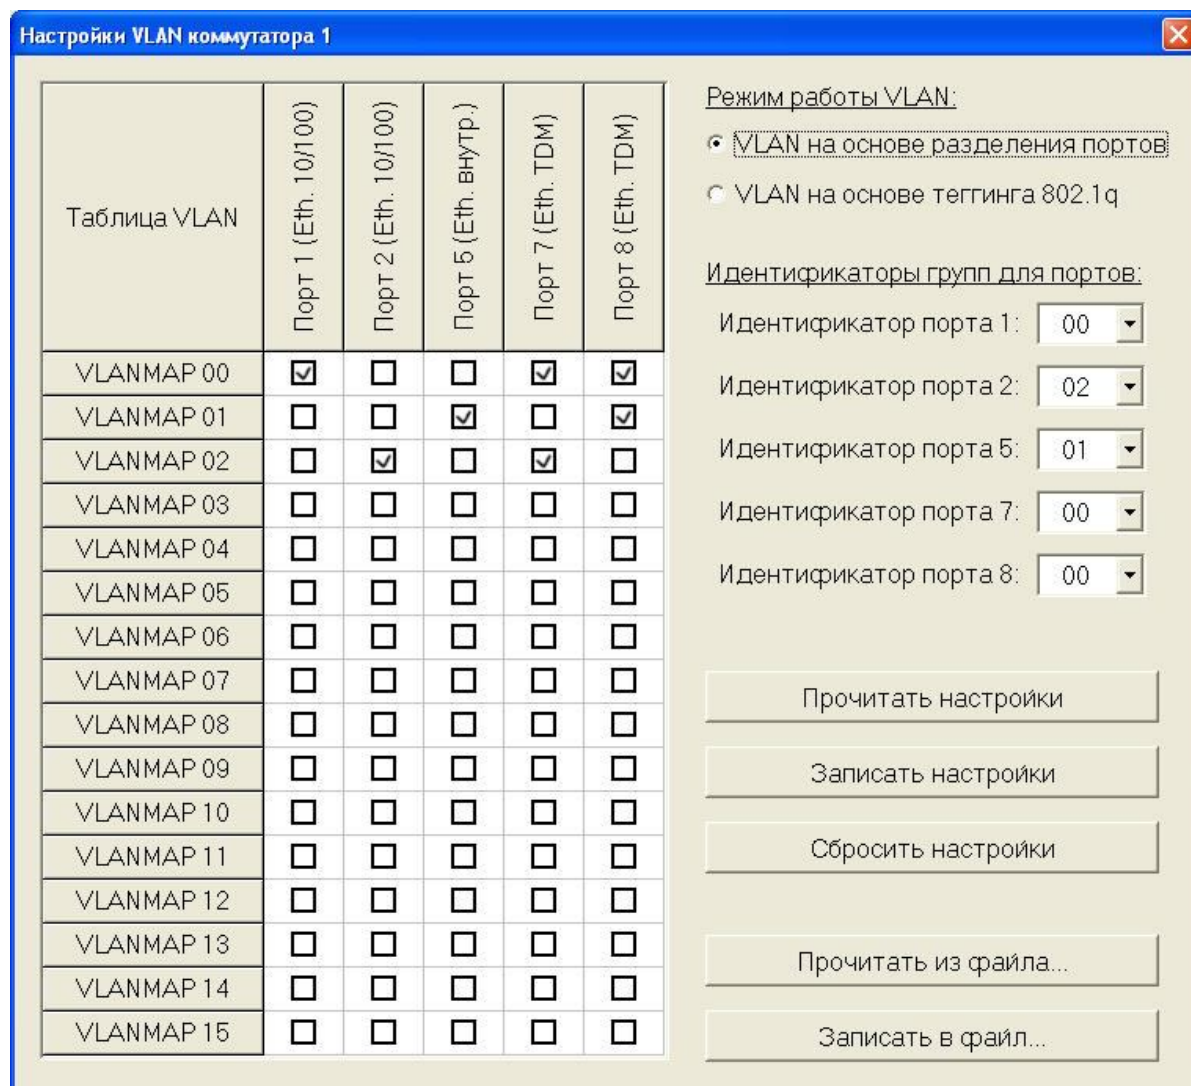 Настройки VLAN коммутатора 1
Таблица VLAN
Порт 1 (Eth. 10/100)
Порт 2 (Eth. 10/100)
Порт 5 (Eth. внутр.)
Порт 7 (Eth. TDM)
Порт 8 (Eth. TDM)
VLANMAP 00
VLANMAP 01
VLANMAP 02
VLANMAP 03
VLANMAP 04
VLANMAP 05
VLANMAP 06
VLANMAP 07
VLANMAP 08
VLANMAP 09
VLANMAP 10
VLANMAP 11
VLANMAP 12
VLANMAP 13
VLANMAP 14
VLANMAP 15
Режим работы VLAN:
VLAN на основе разделения портов
VLAN на основе теггинга 802.1q
Идентификаторы групп для портов:
Идентификатор порта 1: 00
Идентификатор порта 2: 02
Идентификатор порта 5: 01
Идентификатор порта 7: 00
Идентификатор порта 8: 00
Прочитать настройки
Записать настройки
Сбросить настройки
Прочитать из файла...
Записать в файл...